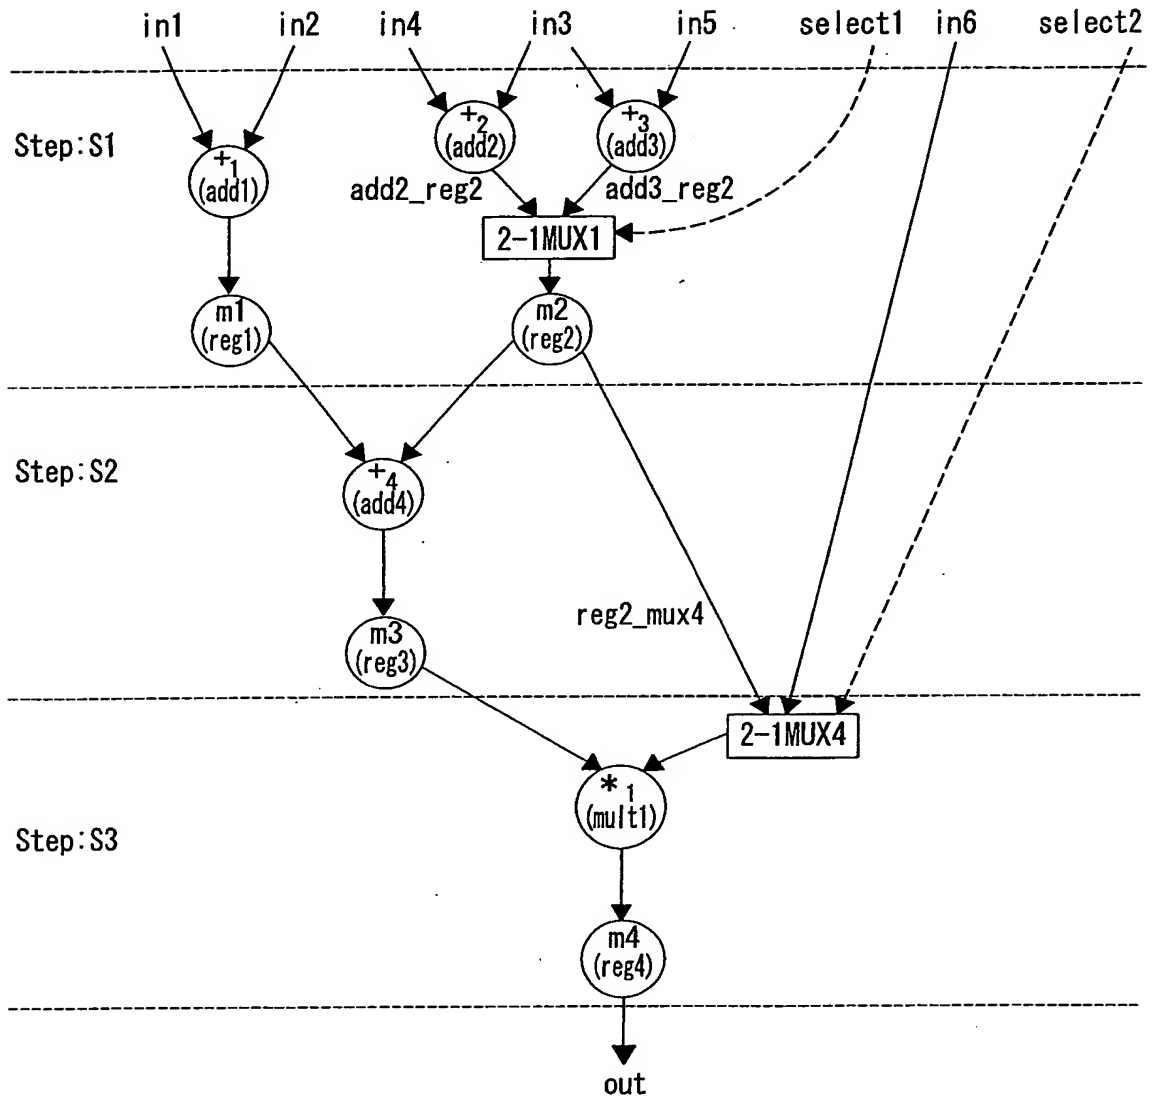 in1 in2 in4 in3 in5 select1 in6 select2
Step:S1
+1
(add1)
+2
(add2)
+3
(add3)
add2_reg2
add3_reg2
2-1MUX1
m1
(reg1)
m2
(reg2)
Step:S2
+4
(add4)
reg2_mux4
m3
(reg3)
2-1MUX4
*1
(mult1)
Step:S3
m4
(reg4)
out